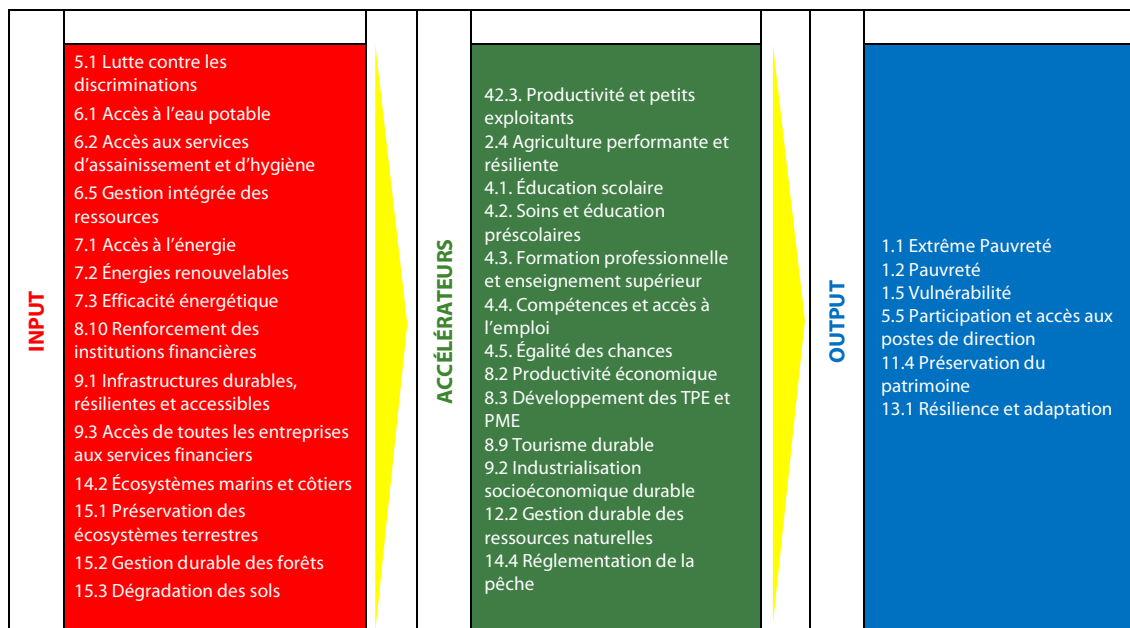 INPUT
5.1 Lutte contre les
discriminations
6.1 Accès à l’eau potable
6.2 Accès aux services
d’assainissement et d’hygiène
6.5 Gestion intégrée des
ressources
7.1 Accès à l’énergie
7.2 Énergies renouvelables
7.3 Efficacité énergétique
8.10 Renforcement des
institutions financières
9.1 Infrastructures durables,
résilientes et accessibles
9.3 Accès de toutes les entreprises
aux services financiers
14.2 Écosystèmes marins et côtiers
15.1 Préservation des
écosystèmes terrestres
15.2 Gestion durable des forêts
15.3 Dégradation des sols
ACCÉLÉRATEURS
42.3. Productivité et petits
exploitants
2.4 Agriculture performante et
résiliente
4.1. Éducation scolaire
4.2. Soins et éducation
préscolaires
4.3. Formation professionnelle
et enseignement supérieur
4.4. Compétences et accès à
l’emploi
4.5. Égalité des chances
8.2 Productivité économique
8.3 Développement des TPE et
PME
8.9 Tourisme durable
9.2 Industrialisation
socioéconomique durable
12.2 Gestion durable des
ressources naturelles
14.4 Réglementation de la
pêche
OUTPUT
1.1 Extrême Pauvreté
1.2 Pauvreté
1.5 Vulnérabilité
5.5 Participation et accès aux
postes de direction
11.4 Préservation du
patrimoine
13.1 Résilience et adaptation